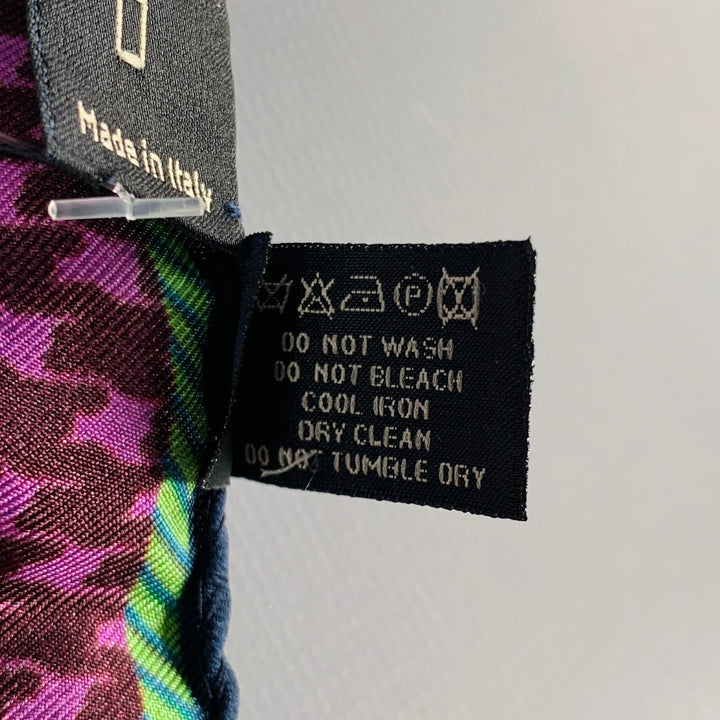 Made in Italy
P
DO NOT WASH
DO NOT BLEACH
COOL IRON
DRY CLEAN
DO NOT TUMBLE DRY